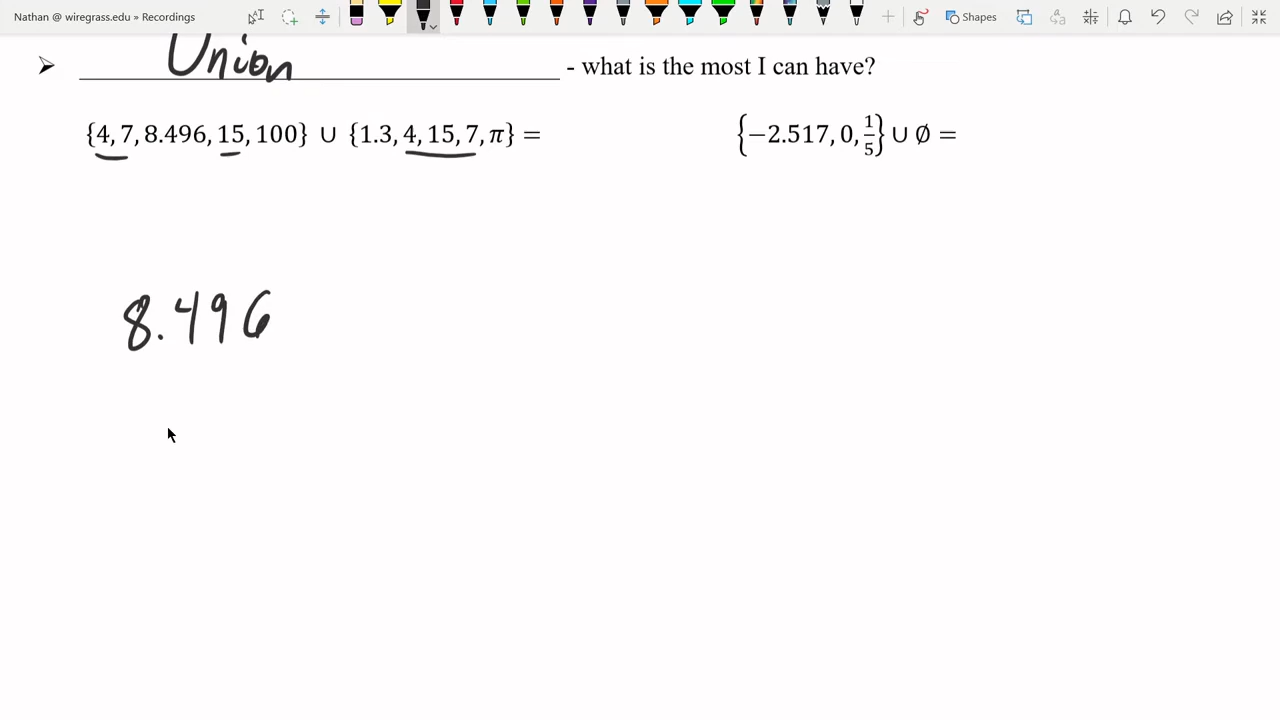 Nathan @ wiregrass.edu » Recordings
Shapes
➢ Union - what is the most I can have?
{4, 7, 8.496, 15, 100} ∪ {1.3, 4, 15, 7, π} =
{−2.517, 0, 1/5} ∪ ∅ =
8.496